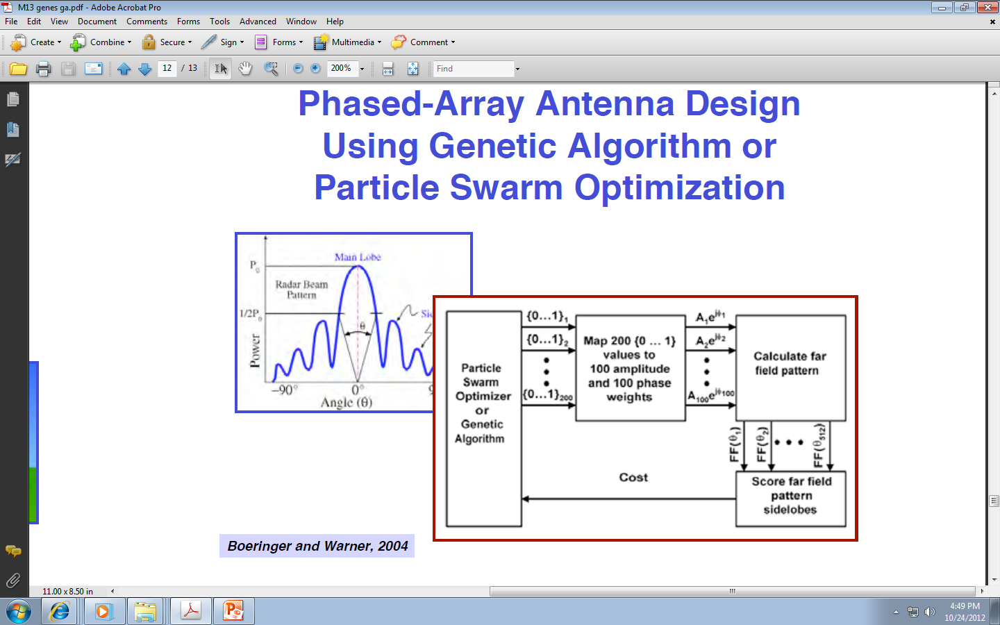 M13 genes ga.pdf - Adobe Acrobat Pro
File Edit View Document Comments Forms Tools Advanced Window Help
Create Combine Secure Sign Forms Multimedia Comment
12 / 13 200% Find
Phased-Array Antenna Design
Using Genetic Algorithm or
Particle Swarm Optimization
Main Lobe
P₀
Radar Beam
Pattern
1/2P₀
θ
Power
-90° 0°
Angle (θ)
Particle
Swarm
Optimizer
or
Genetic
Algorithm
{0...1}₁
{0...1}₂
{0...1}₂₀₀
Map 200 {0 ... 1}
values to
100 amplitude
and 100 phase
weights
Calculate far
field pattern
FF(θ₁)
FF(θ₂)
FF(θ₅₁₂)
Score far field
pattern
sidelobes
Cost
Boeringer and Warner, 2004
11.00 x 8.50 in
4:49 PM
10/24/2012